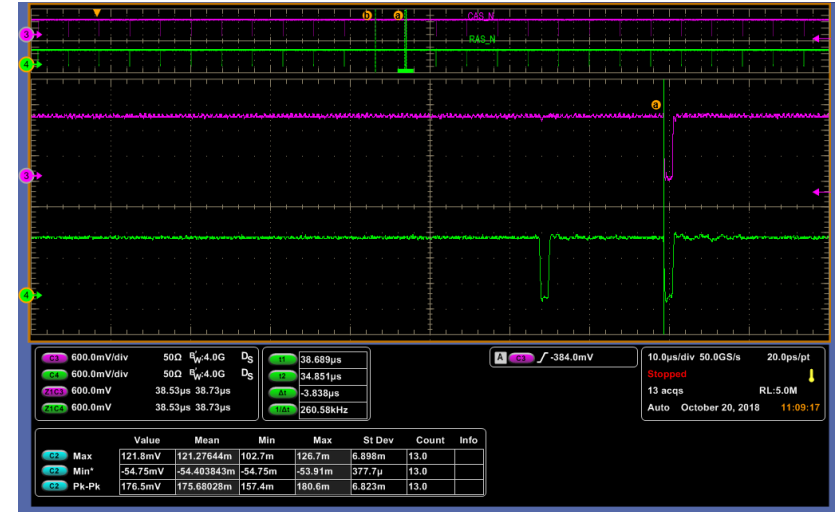 b a CAS_N
3
RAS_N
4
a
3
4
C3 600.0mV/div 50Ω BW:4.0G DS
C4 600.0mV/div 50Ω BW:4.0G DS
Z1C3 600.0mV 38.53µs 38.73µs
Z1C4 600.0mV 38.53µs 38.73µs
t1 38.689µs
t2 34.851µs
Δt -3.838µs
1/Δt 260.58kHz
A C3 -384.0mV
10.0µs/div 50.0GS/s 20.0ps/pt
Stopped
13 acqs RL:5.0M
Auto October 20, 2018 11:09:17
Value Mean Min Max St Dev Count Info
C2 Max 121.8mV 121.27644m 102.7m 126.7m 6.898m 13.0
C2 Min* -54.75mV -54.403843m -54.75m -53.91m 377.7µ 13.0
C2 Pk-Pk 176.5mV 175.68028m 157.4m 180.6m 6.823m 13.0